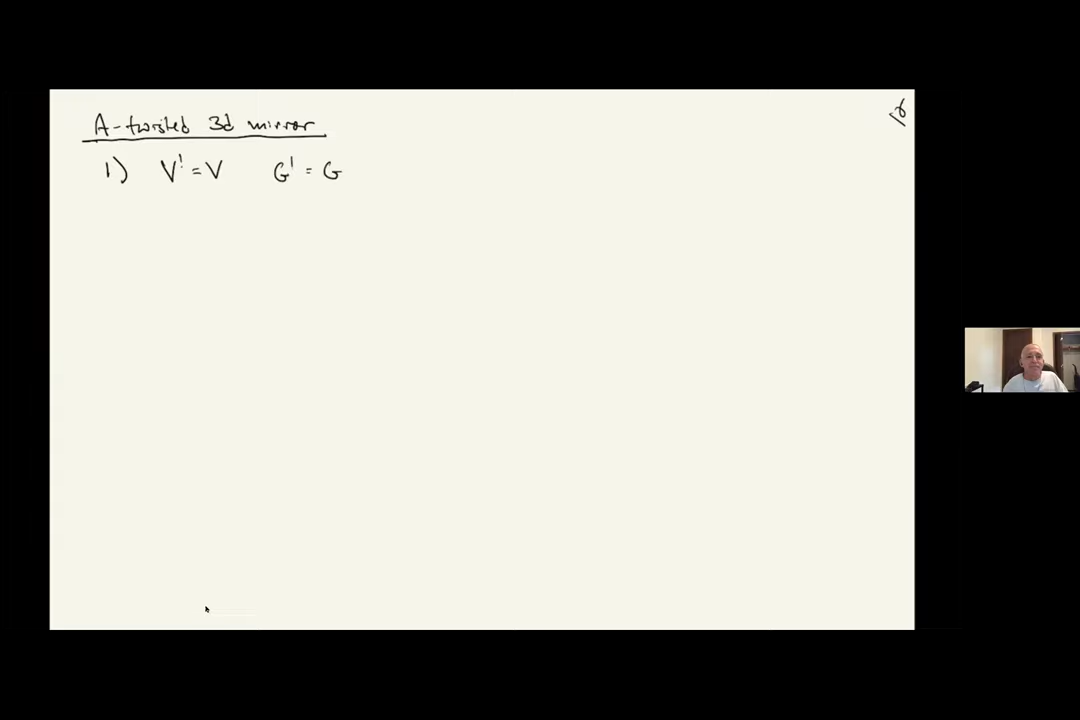 A-twisted 3d mirror
1) V! = V G! = G